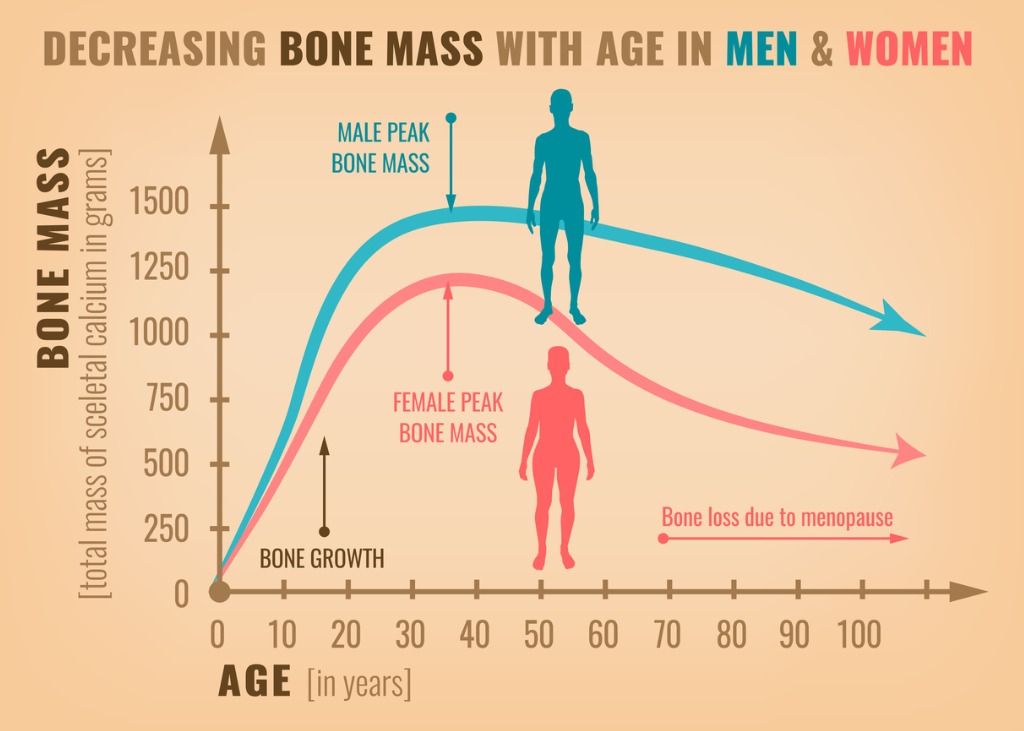 DECREASING BONE MASS WITH AGE IN MEN & WOMEN
MALE PEAK
BONE MASS
BONE MASS
[total mass of sceletal calcium in grams]
1500
1250
1000
750
500
250
0
FEMALE PEAK
BONE MASS
Bone loss due to menopause
BONE GROWTH
0 10 20 30 40 50 60 70 80 90 100
AGE [in years]